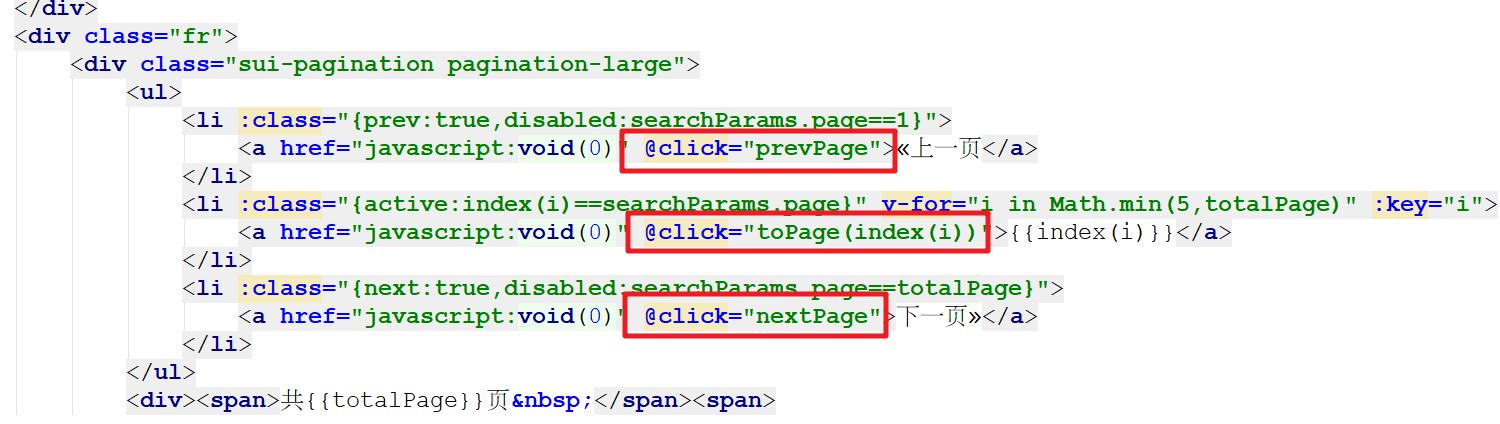 </div>
<div class="fr">
<div class="sui-pagination pagination-large">
<ul>
<li :class="{prev:true,disabled:searchParams.page==1}">
<a href="javascript:void(0)" @click="prevPage">«上一页</a>
</li>
<li :class="{active:index(i)==searchParams.page}" v-for="i in Math.min(5,totalPage)" :key="i">
<a href="javascript:void(0)" @click="toPage(index(i))">{{index(i)}}</a>
</li>
<li :class="{next:true,disabled:searchParams.page==totalPage}">
<a href="javascript:void(0)" @click="nextPage">下一页»</a>
</li>
</ul>
<div><span>共{{totalPage}}页&nbsp;</span><span>